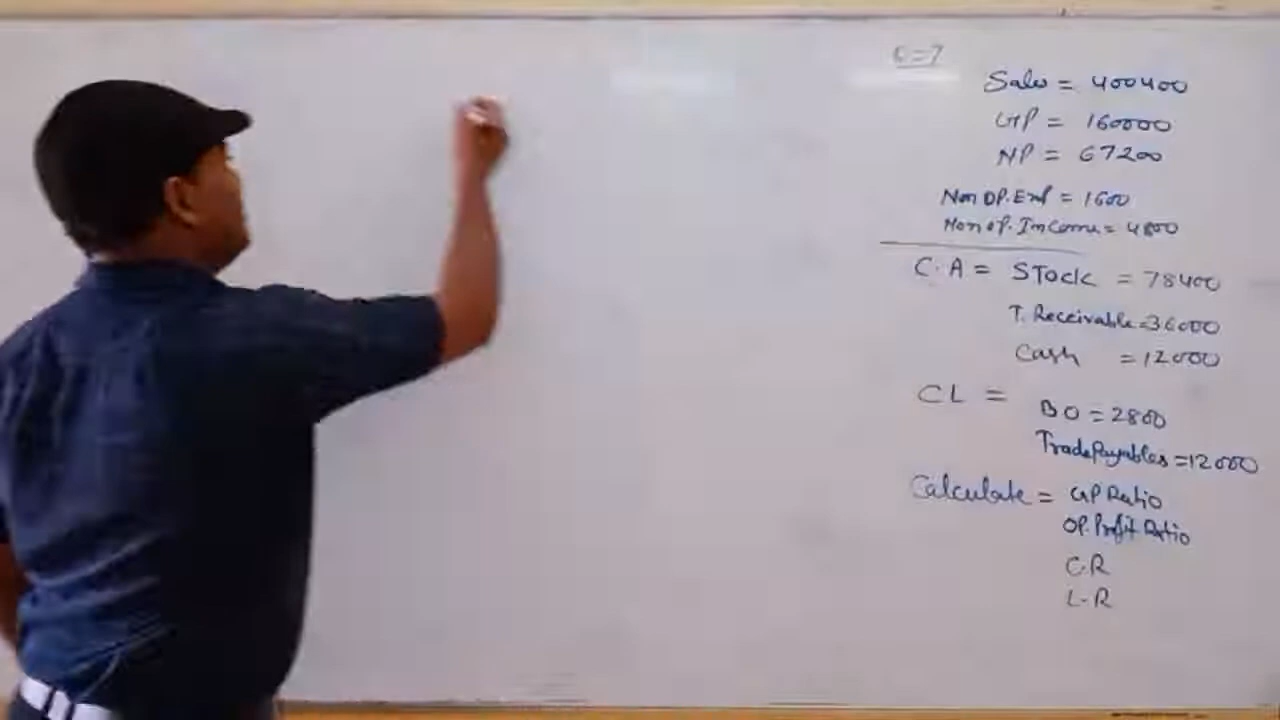 Q=7
Sales = 400400
GP = 160000
NP = 67200
Non OP. Exp = 1600
Non op. Income = 4800
C.A = STock = 78400
T. Receivable = 36000
Cash = 12000
CL = BO = 2800
Trade Payables = 12000
Calculate = GP Ratio
OP. Profit Ratio
C.R
L-R